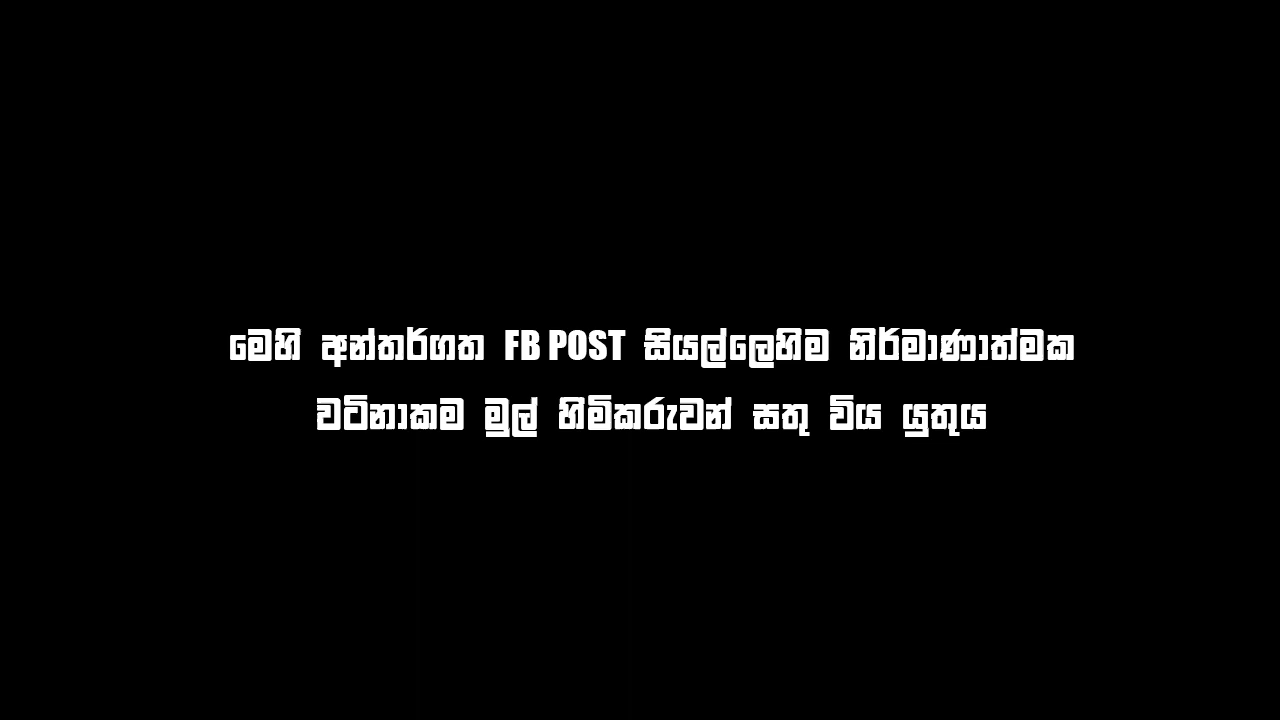 මෙහි අන්තර්ගත FB POST සියල්ලෙහිම නිර්මාණාත්මක
වටිනාකම මුල් හිමිකරුවන් සතු විය යුතුය